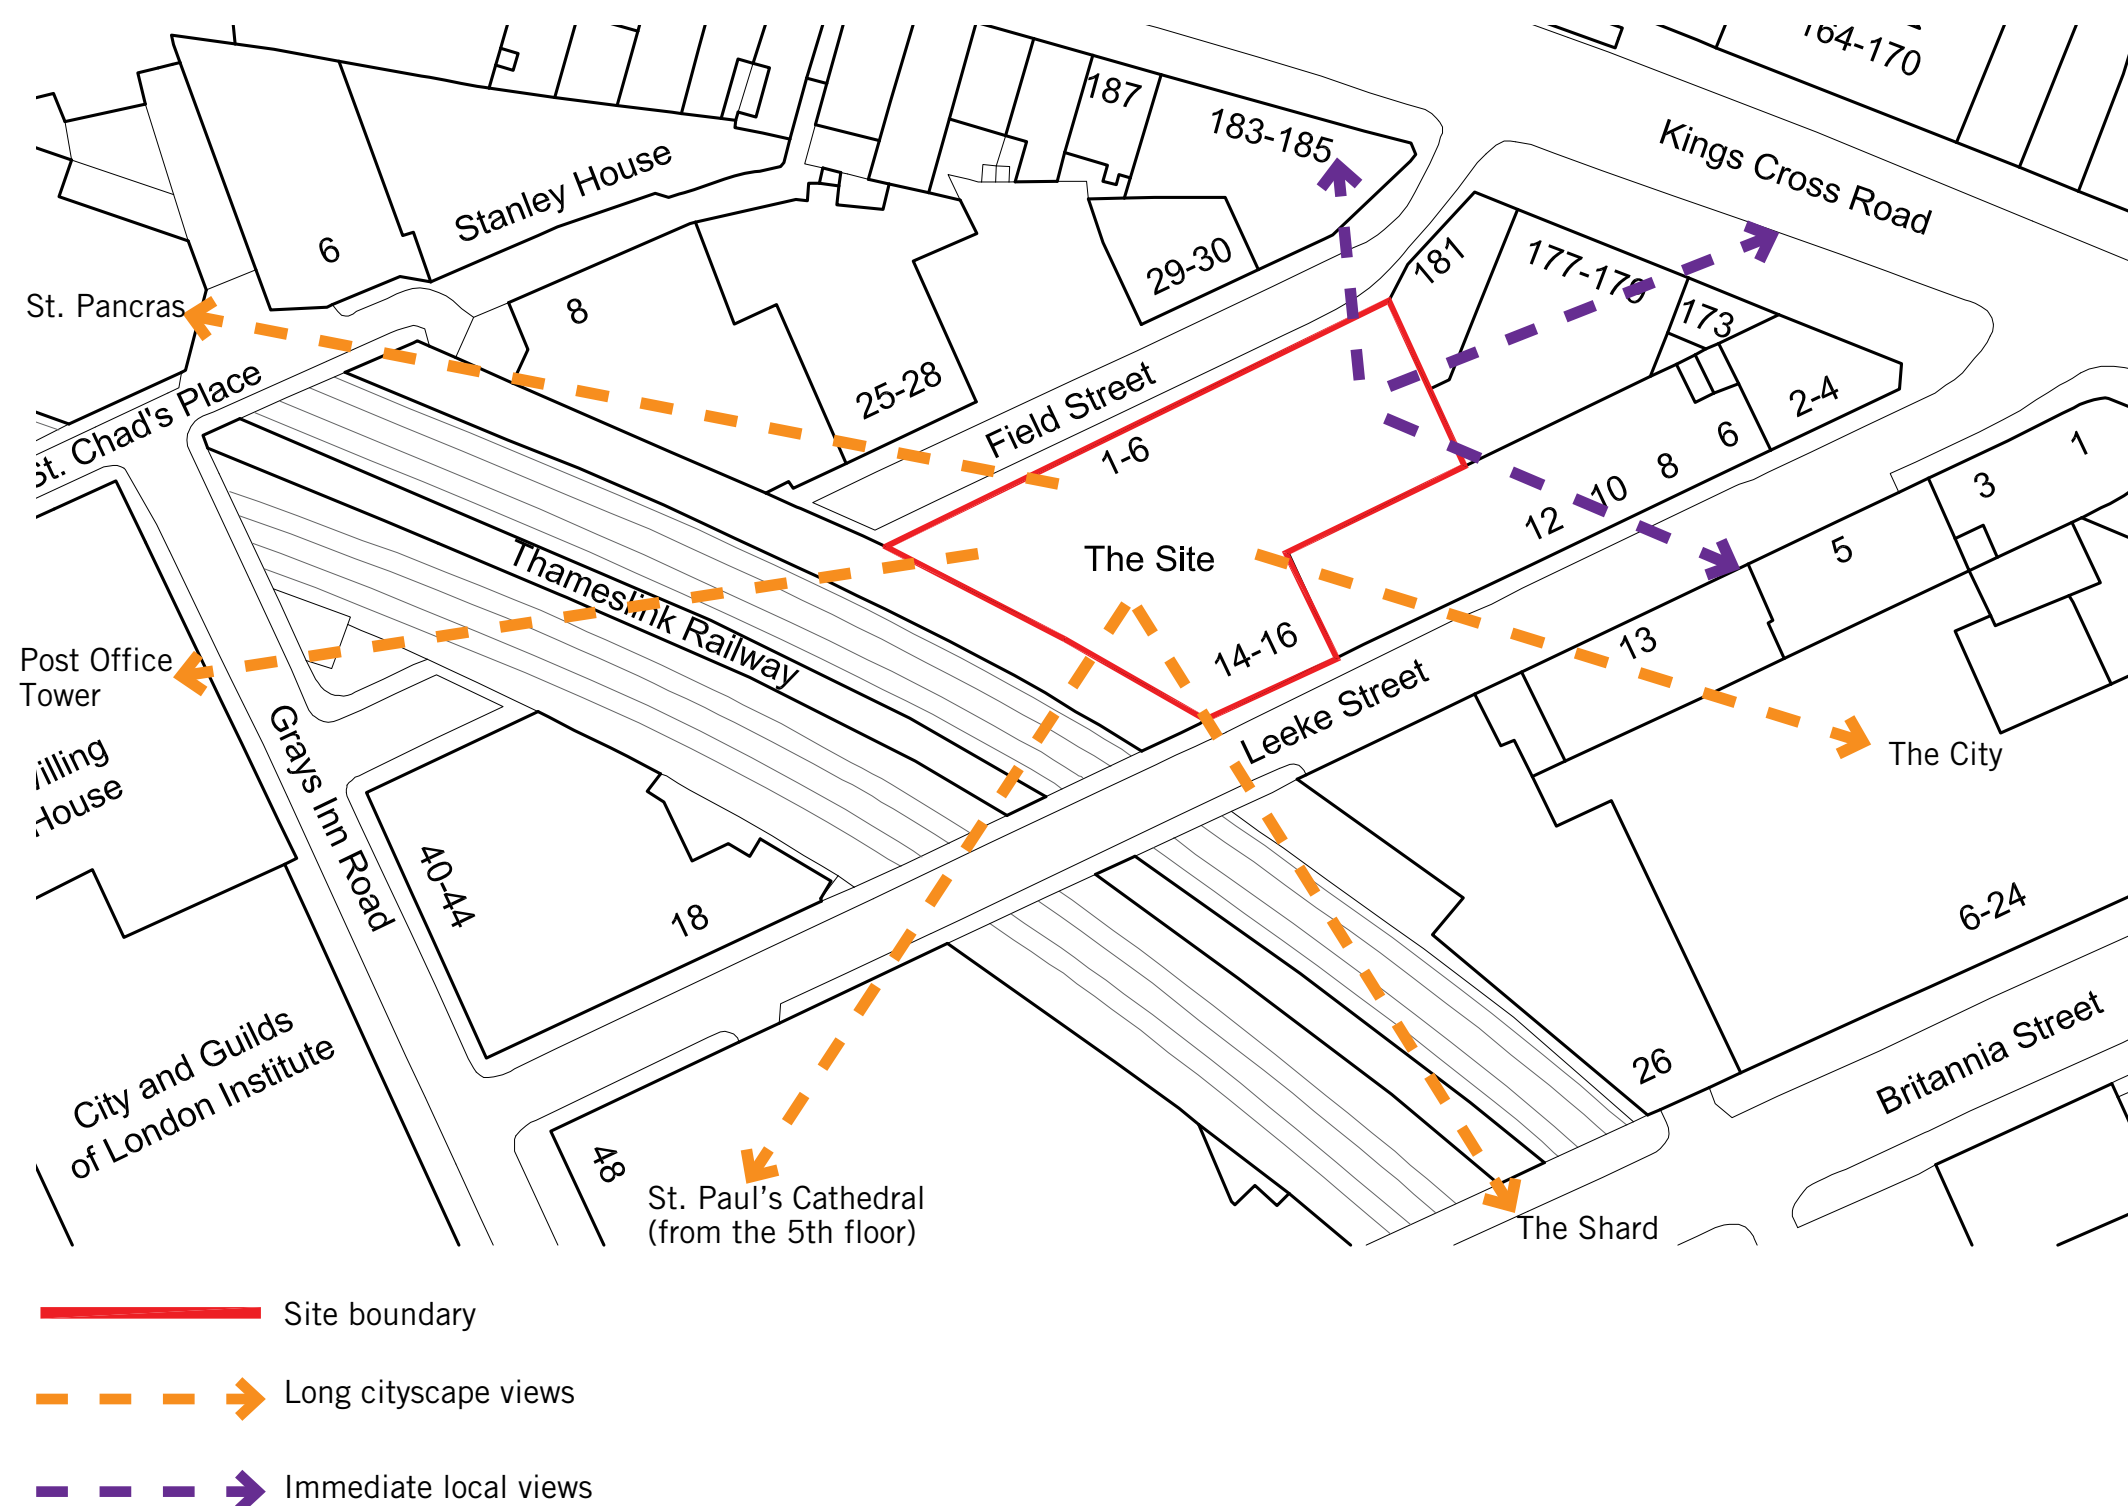 164-170
187
183-185
Kings Cross Road
Stanley House
6
29-30
181
177-179
St. Pancras
8
173
25-28
Field Street
2-4
St. Chad's Place
1-6
6
8
10
12
1
3
5
The Site
Thameslink Railway
14-16
13
Post Office
Tower
Leeke Street
The City
Grays Inn Road
House
40-44
18
6-24
City and Guilds
of London Institute
26
Britannia Street
48
St. Paul’s Cathedral
(from the 5th floor)
The Shard
Site boundary
Long cityscape views
Immediate local views